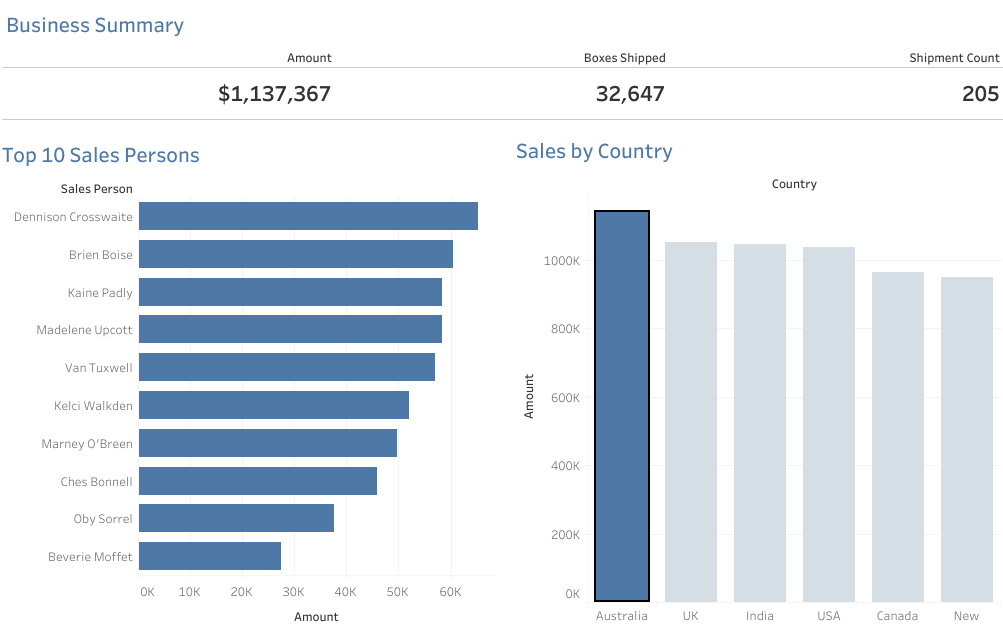 Business Summary
Amount Boxes Shipped Shipment Count
$1,137,367 32,647 205
Top 10 Sales Persons
Sales Person
Dennison Crosswaite
Brien Boise
Kaine Padly
Madelene Upcott
Van Tuxwell
Kelci Walkden
Marney O'Breen
Ches Bonnell
Oby Sorrel
Beverie Moffet
0K 10K 20K 30K 40K 50K 60K
Amount
Sales by Country
Country
1000K
800K
600K
400K
200K
0K
Amount
Australia UK India USA Canada New